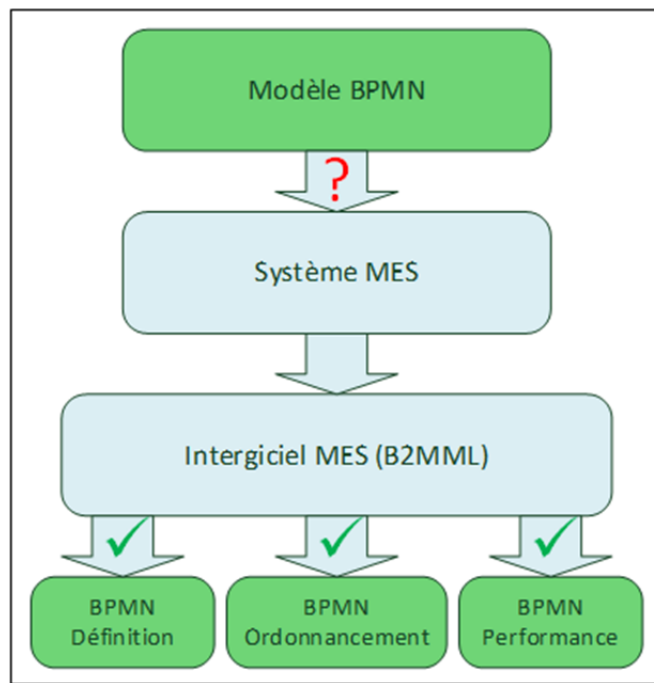 Modèle BPMN
?
Système MES
Intergiciel MES (B2MML)
BPMN
Définition
BPMN
Ordonnancement
BPMN
Performance